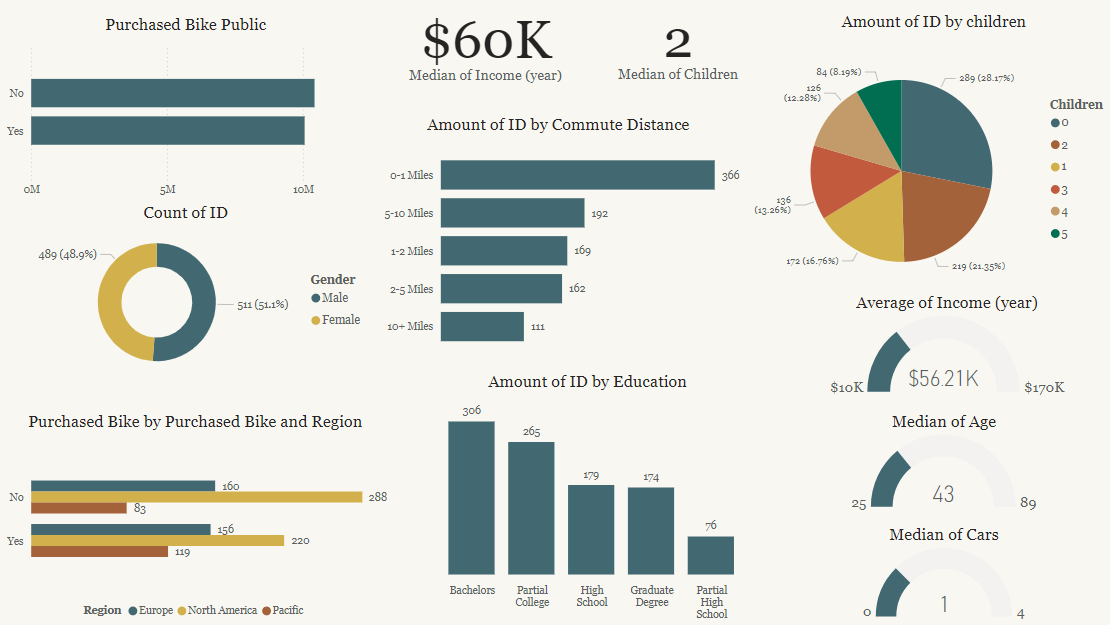 Purchased Bike Public
No
Yes
0M
5M
10M
Count of ID
489 (48.9%)
511 (51.1%)
Gender
Male
Female
Purchased Bike by Purchased Bike and Region
No
160
288
83
Yes
156
220
119
Region
Europe
North America
Pacific
$60K
Median of Income (year)
2
Median of Children
Amount of ID by Commute Distance
0-1 Miles
366
5-10 Miles
192
1-2 Miles
169
2-5 Miles
162
10+ Miles
111
Amount of ID by Education
306
265
179
174
76
Bachelors
Partial
College
High
School
Graduate
Degree
Partial
High
School
Amount of ID by children
84 (8.19%)
289 (28.17%)
126
(12.28%)
136
(13.26%)
172 (16.76%)
219 (21.35%)
Children
0
2
1
3
4
5
Average of Income (year)
$10K
$56.21K
$170K
Median of Age
25
43
89
Median of Cars
0
1
4